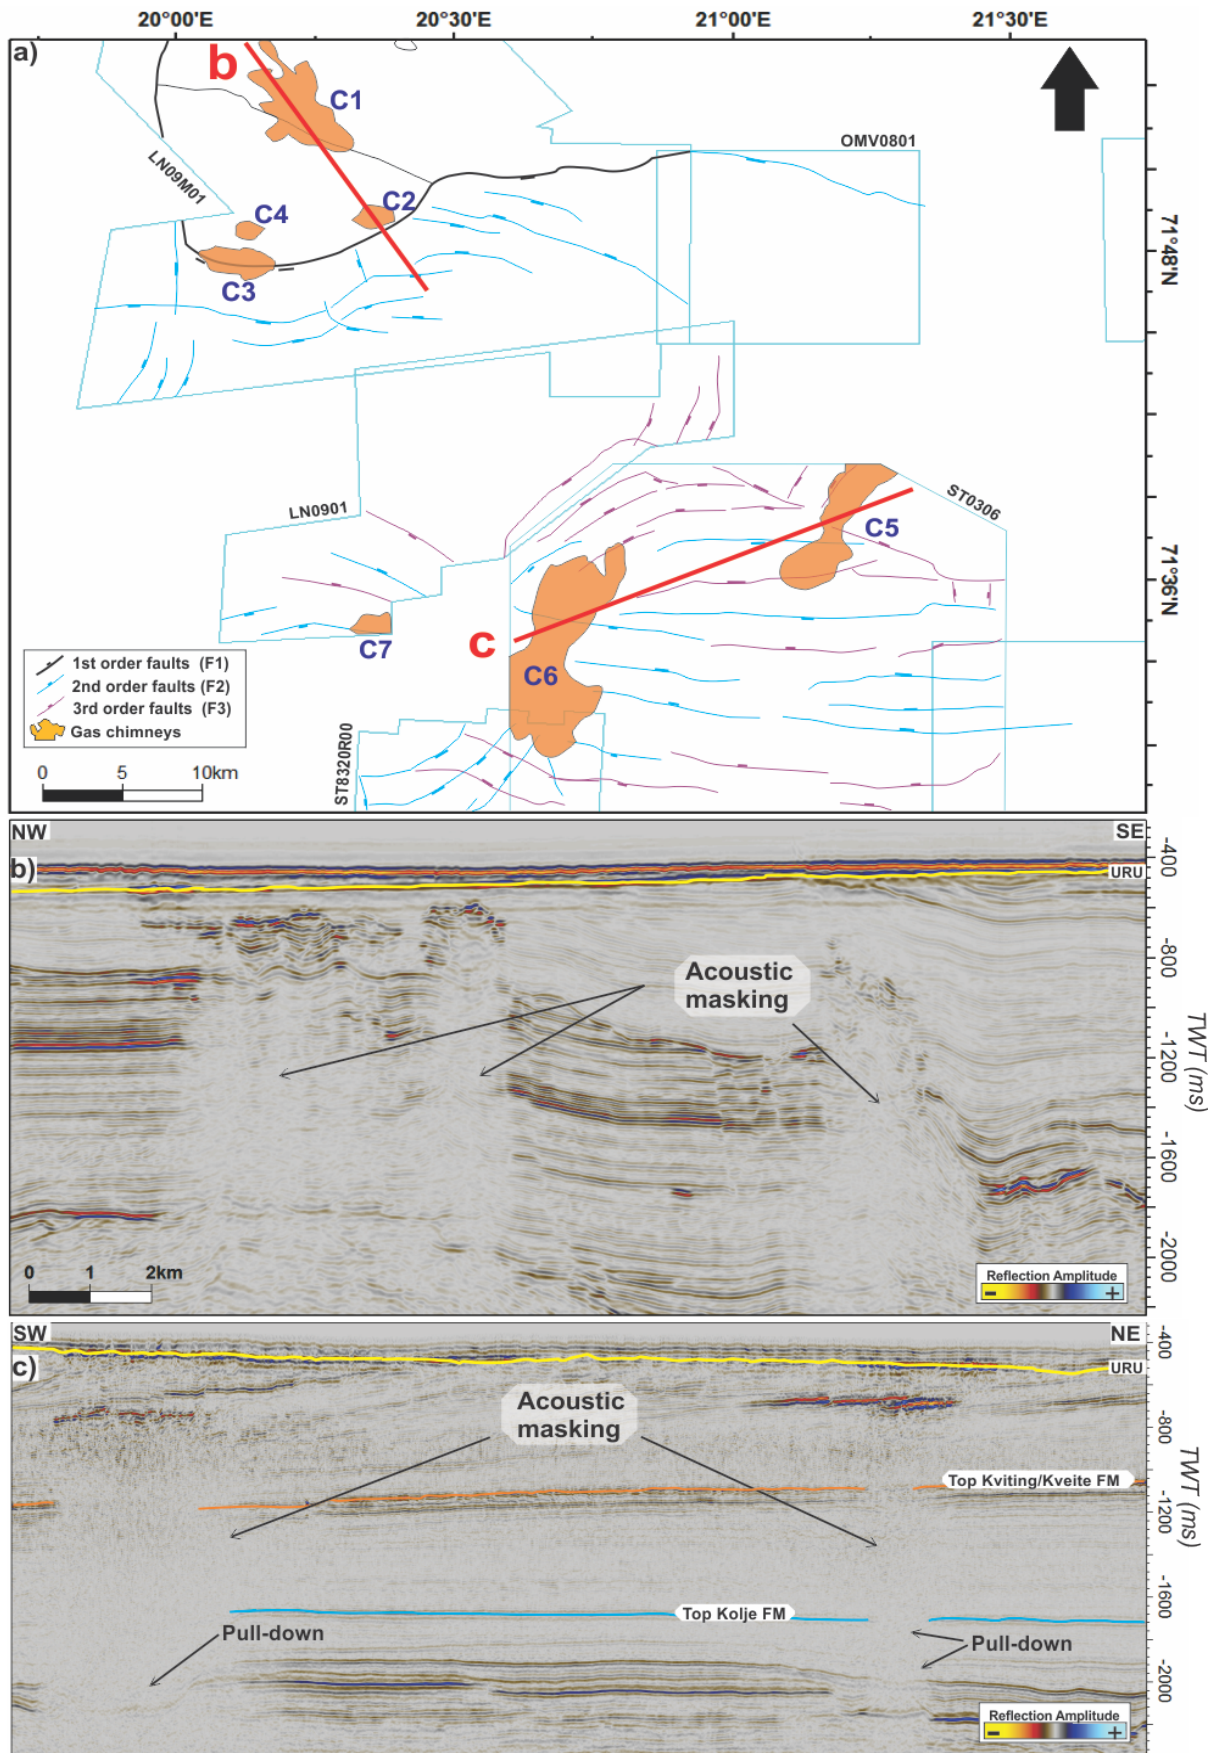 20°00'E 20°30'E 21°00'E 21°30'E
a)
b
C1
OMV0801
LN09M01
C2
C4
C3
71°48'N
LN0901
ST0306
C5
71°36'N
C7
c
C6
1st order faults (F1)
2nd order faults (F2)
3rd order faults (F3)
Gas chimneys
0 5 10km
ST8320R00
NW SE
b)
URU
-400
-800
-1200
-1600
-2000
TWT (ms)
Acoustic
masking
0 1 2km
Reflection Amplitude
- +
SW NE
c)
URU
-400
-800
-1200
-1600
-2000
TWT (ms)
Acoustic
masking
Top Kviting/Kveite FM
Top Kolje FM
Pull-down
Pull-down
Reflection Amplitude
- +